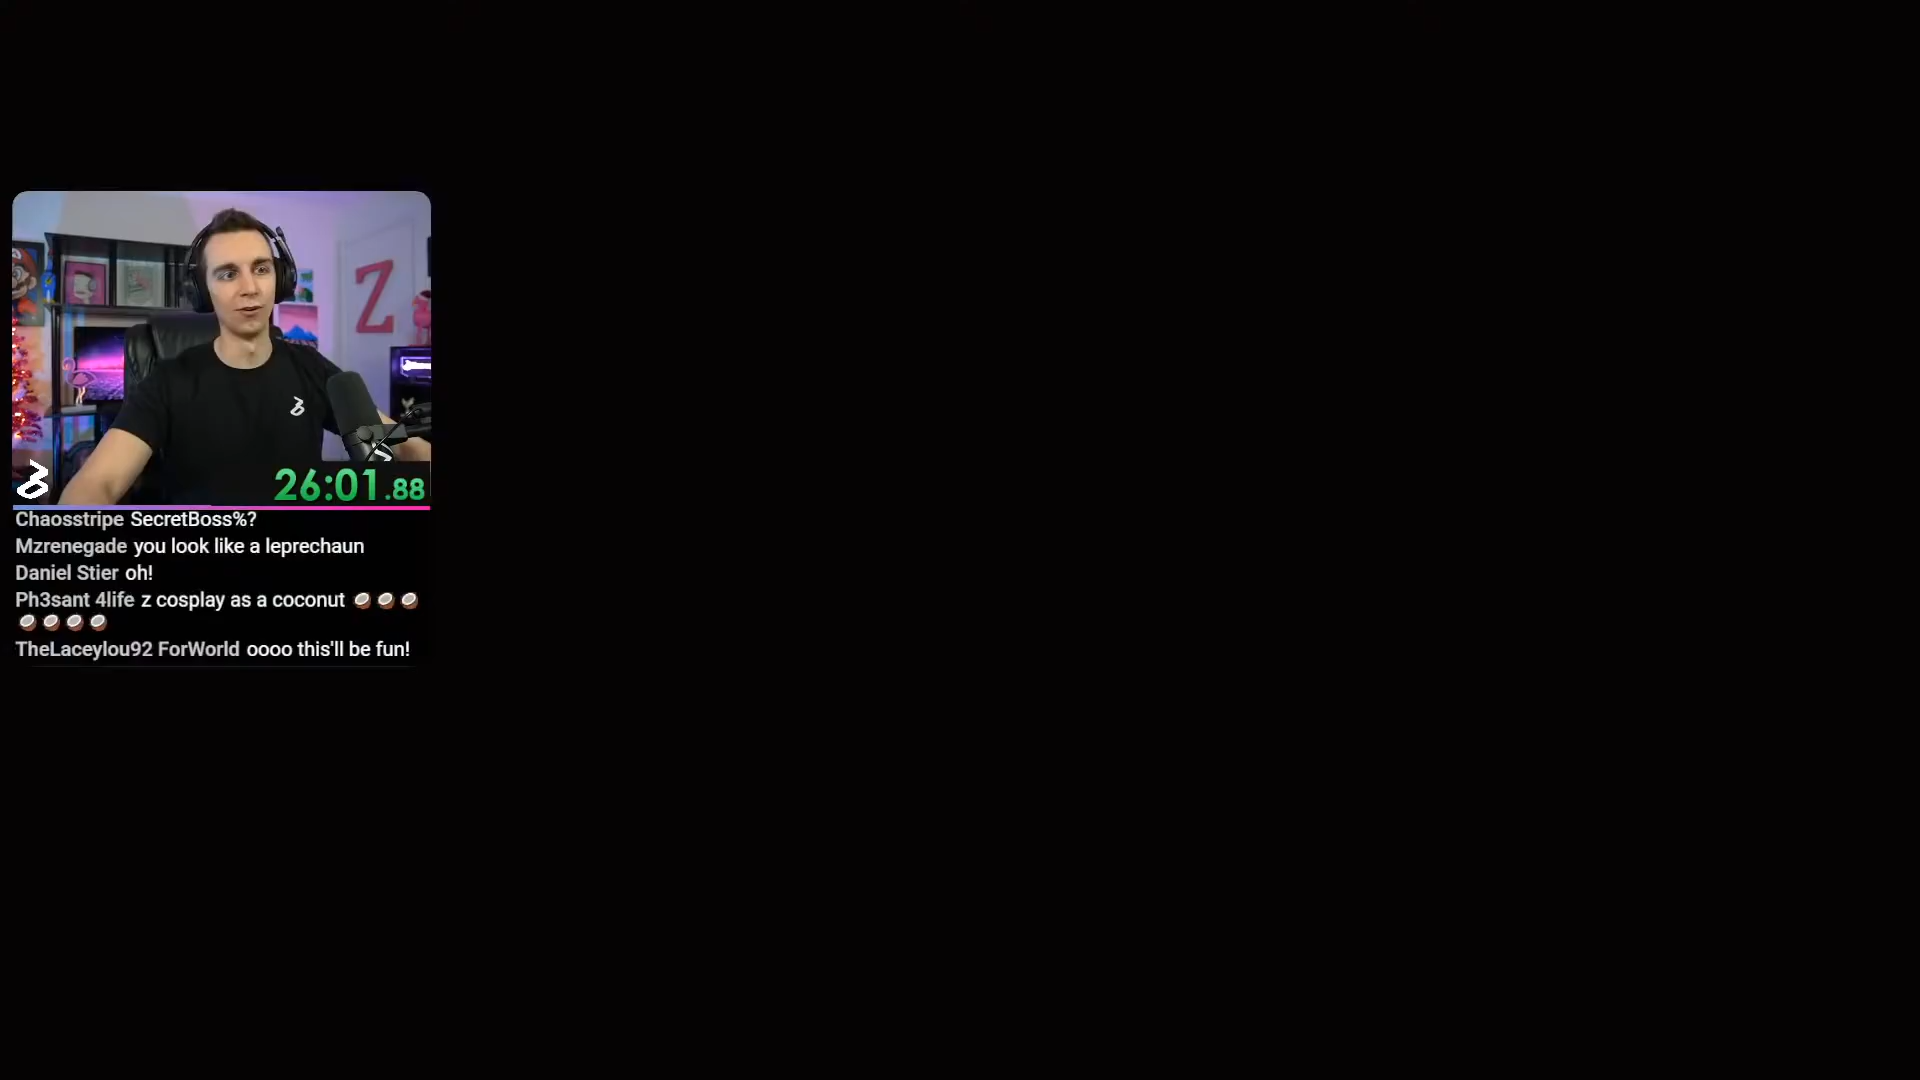 Z
26:01.88
Chaosstripe SecretBoss%?
Mzrenegade you look like a leprechaun
Daniel Stier oh!
Ph3sant 4life z cosplay as a coconut 🥥 🥥 🥥
🥥 🥥 🥥 🥥
TheLaceylou92 ForWorld oooo this'll be fun!